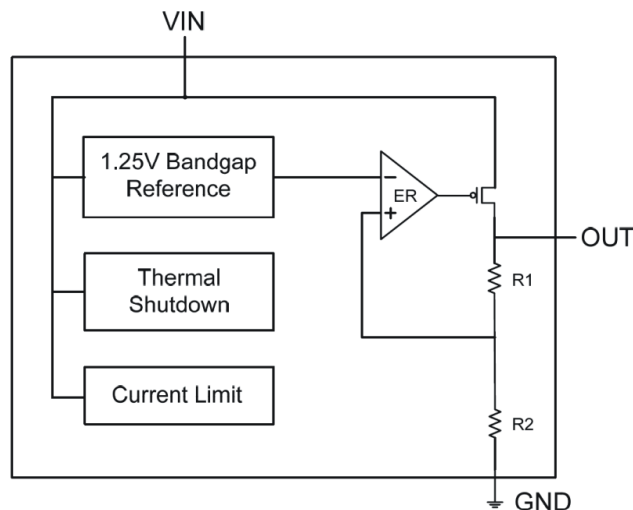 VIN
1.25V Bandgap
Reference
−
ER
+
OUT
Thermal
Shutdown
R1
Current Limit
R2
GND